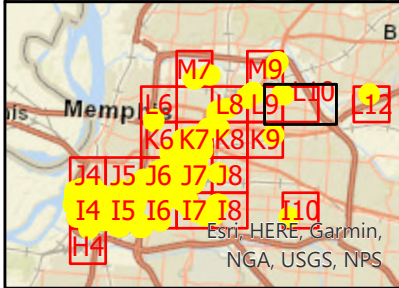 M7 M9
B
L6 L8 L9 L10 L12
Memphis
K6 K7 K8 K9
J4 J5 J6 J7 J8
I4 I5 I6 I7 I8 I10
H4
Esri, HERE, Garmin,
NGA, USGS, NPS